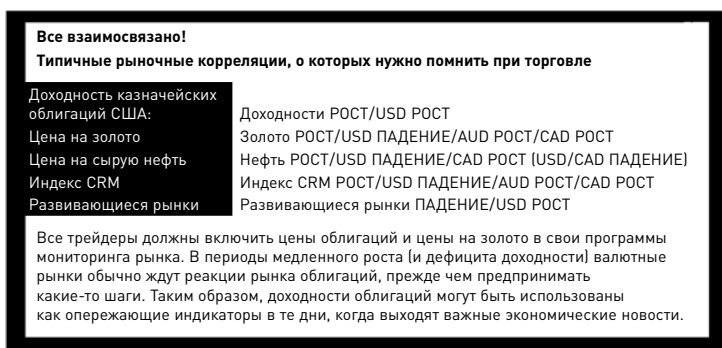 Все взаимосвязано!
Типичные рыночные корреляции, о которых нужно помнить при торговле
Доходность казначейских
облигаций США: Доходности РОСТ/USD РОСТ
Цена на золото Золото РОСТ/USD ПАДЕНИЕ/AUD РОСТ/CAD РОСТ
Цена на сырую нефть Нефть РОСТ/USD ПАДЕНИЕ/CAD РОСТ (USD/CAD ПАДЕНИЕ)
Индекс CRM Индекс CRM РОСТ/USD ПАДЕНИЕ/AUD РОСТ/CAD РОСТ
Развивающиеся рынки Развивающиеся рынки ПАДЕНИЕ/USD РОСТ
Все трейдеры должны включить цены облигаций и цены на золото в свои программы
мониторинга рынка. В периоды медленного роста (и дефицита доходности) валютные
рынки обычно ждут реакции рынка облигаций, прежде чем предпринимать
какие-то шаги. Таким образом, доходности облигаций могут быть использованы
как опережающие индикаторы в те дни, когда выходят важные экономические новости.